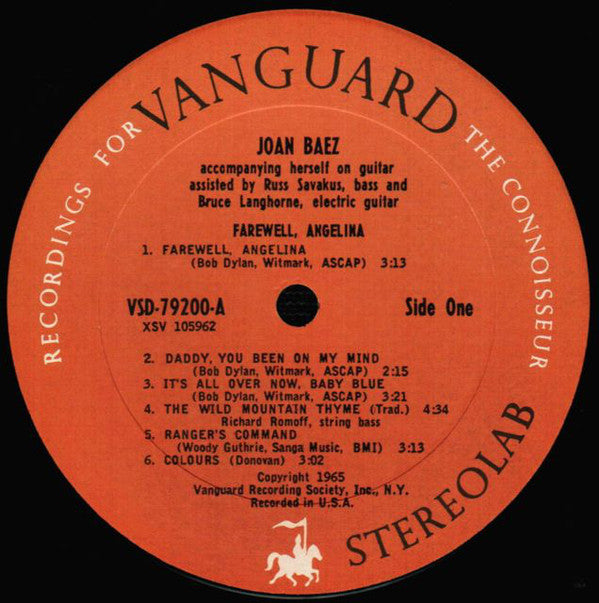 RECORDINGS FOR VANGUARD THE CONNOISSEUR
JOAN BAEZ
accompanying herself on guitar
assisted by Russ Savakus, bass and
Bruce Langhorne, electric guitar
FAREWELL, ANGELINA
1. FAREWELL, ANGELINA
(Bob Dylan, Witmark, ASCAP) 3:13
VSD-79200-A Side One
XSV 105962
2. DADDY, YOU BEEN ON MY MIND
(Bob Dylan, Witmark, ASCAP) 2:15
3. IT'S ALL OVER NOW, BABY BLUE
(Bob Dylan, Witmark, ASCAP) 3:21
4. THE WILD MOUNTAIN THYME (Trad.) 4:34
Richard Romoff, string bass
5. RANGER'S COMMAND
(Woody Guthrie, Sanga Music, BMI) 3:13
6. COLOURS (Donovan) 3:02
Copyright 1965
Vanguard Recording Society, Inc., N.Y.
Recorded in U.S.A.
STEREOLAB